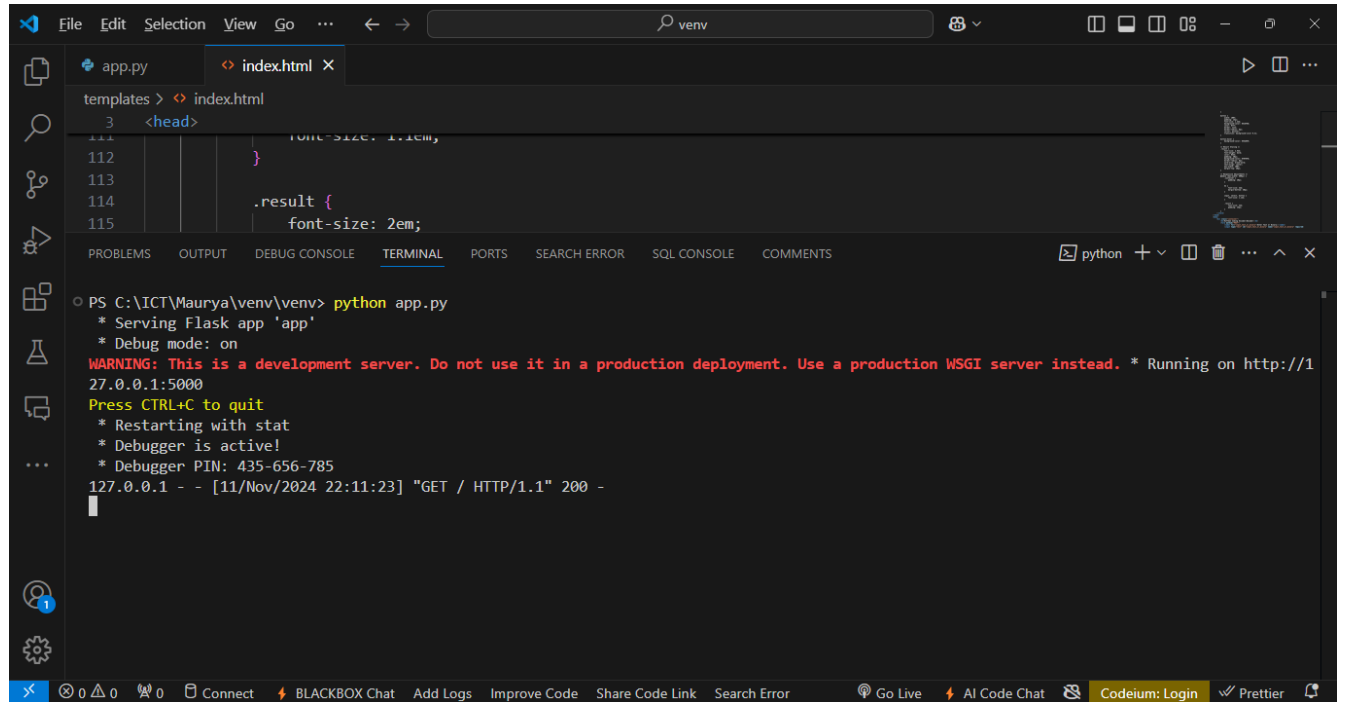 File Edit Selection View Go ... venv
app.py index.html
templates > index.html
3 <head>
111 font-size: 1.1em;
112 }
113
114 .result {
115 font-size: 2em;
PROBLEMS OUTPUT DEBUG CONSOLE TERMINAL PORTS SEARCH ERROR SQL CONSOLE COMMENTS python
PS C:\ICT\Maurya\venv\venv> python app.py
* Serving Flask app 'app'
* Debug mode: on
WARNING: This is a development server. Do not use it in a production deployment. Use a production WSGI server instead. * Running on http://1
27.0.0.1:5000
Press CTRL+C to quit
* Restarting with stat
* Debugger is active!
* Debugger PIN: 435-656-785
127.0.0.1 - - [11/Nov/2024 22:11:23] "GET / HTTP/1.1" 200 -
1
0 0 0 Connect BLACKBOX Chat Add Logs Improve Code Share Code Link Search Error Go Live AI Code Chat Codeium: Login Prettier